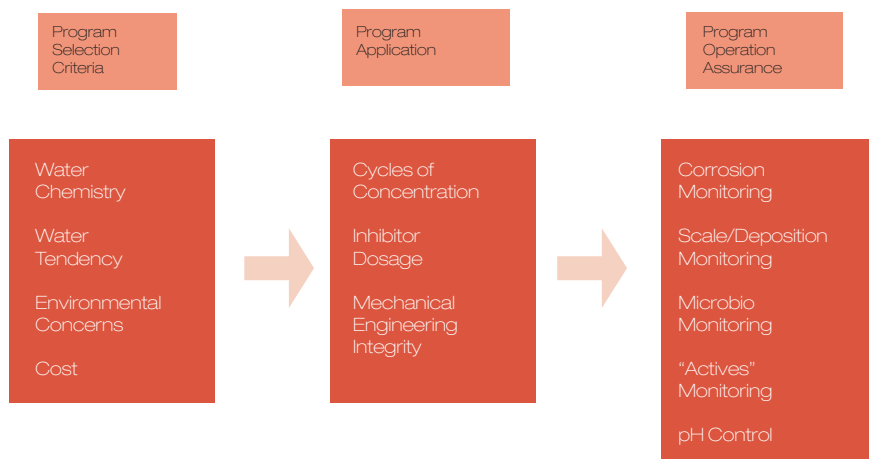 Program
Selection
Criteria
Program
Application
Program
Operation
Assurance
Water
Chemistry
Water
Tendency
Environmental
Concerns
Cost
Cycles of
Concentration
Inhibitor
Dosage
Mechanical
Engineering
Integrity
Corrosion
Monitoring
Scale/Deposition
Monitoring
Microbio
Monitoring
“Actives”
Monitoring
pH Control